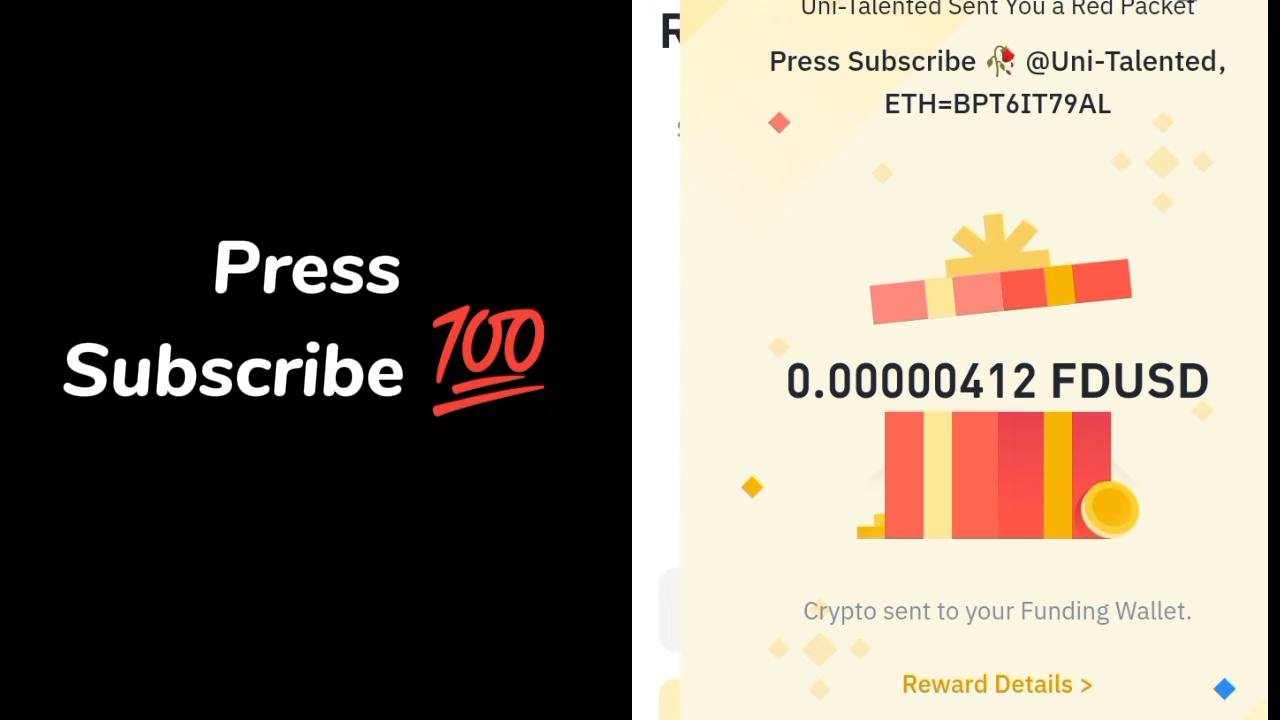 Press
Subscribe 💯
R
Uni-Talented Sent You a Red Packet
Press Subscribe 🥀 @Uni-Talented,
ETH=BPT6IT79AL
0.00000412 FDUSD
Crypto sent to your Funding Wallet.
Reward Details >